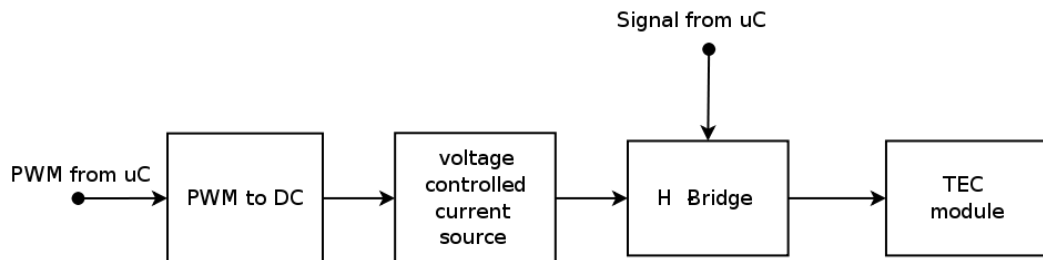 Signal from uC
PWM from uC
PWM to DC
voltage
controlled
current
source
H -Bridge
TEC
module